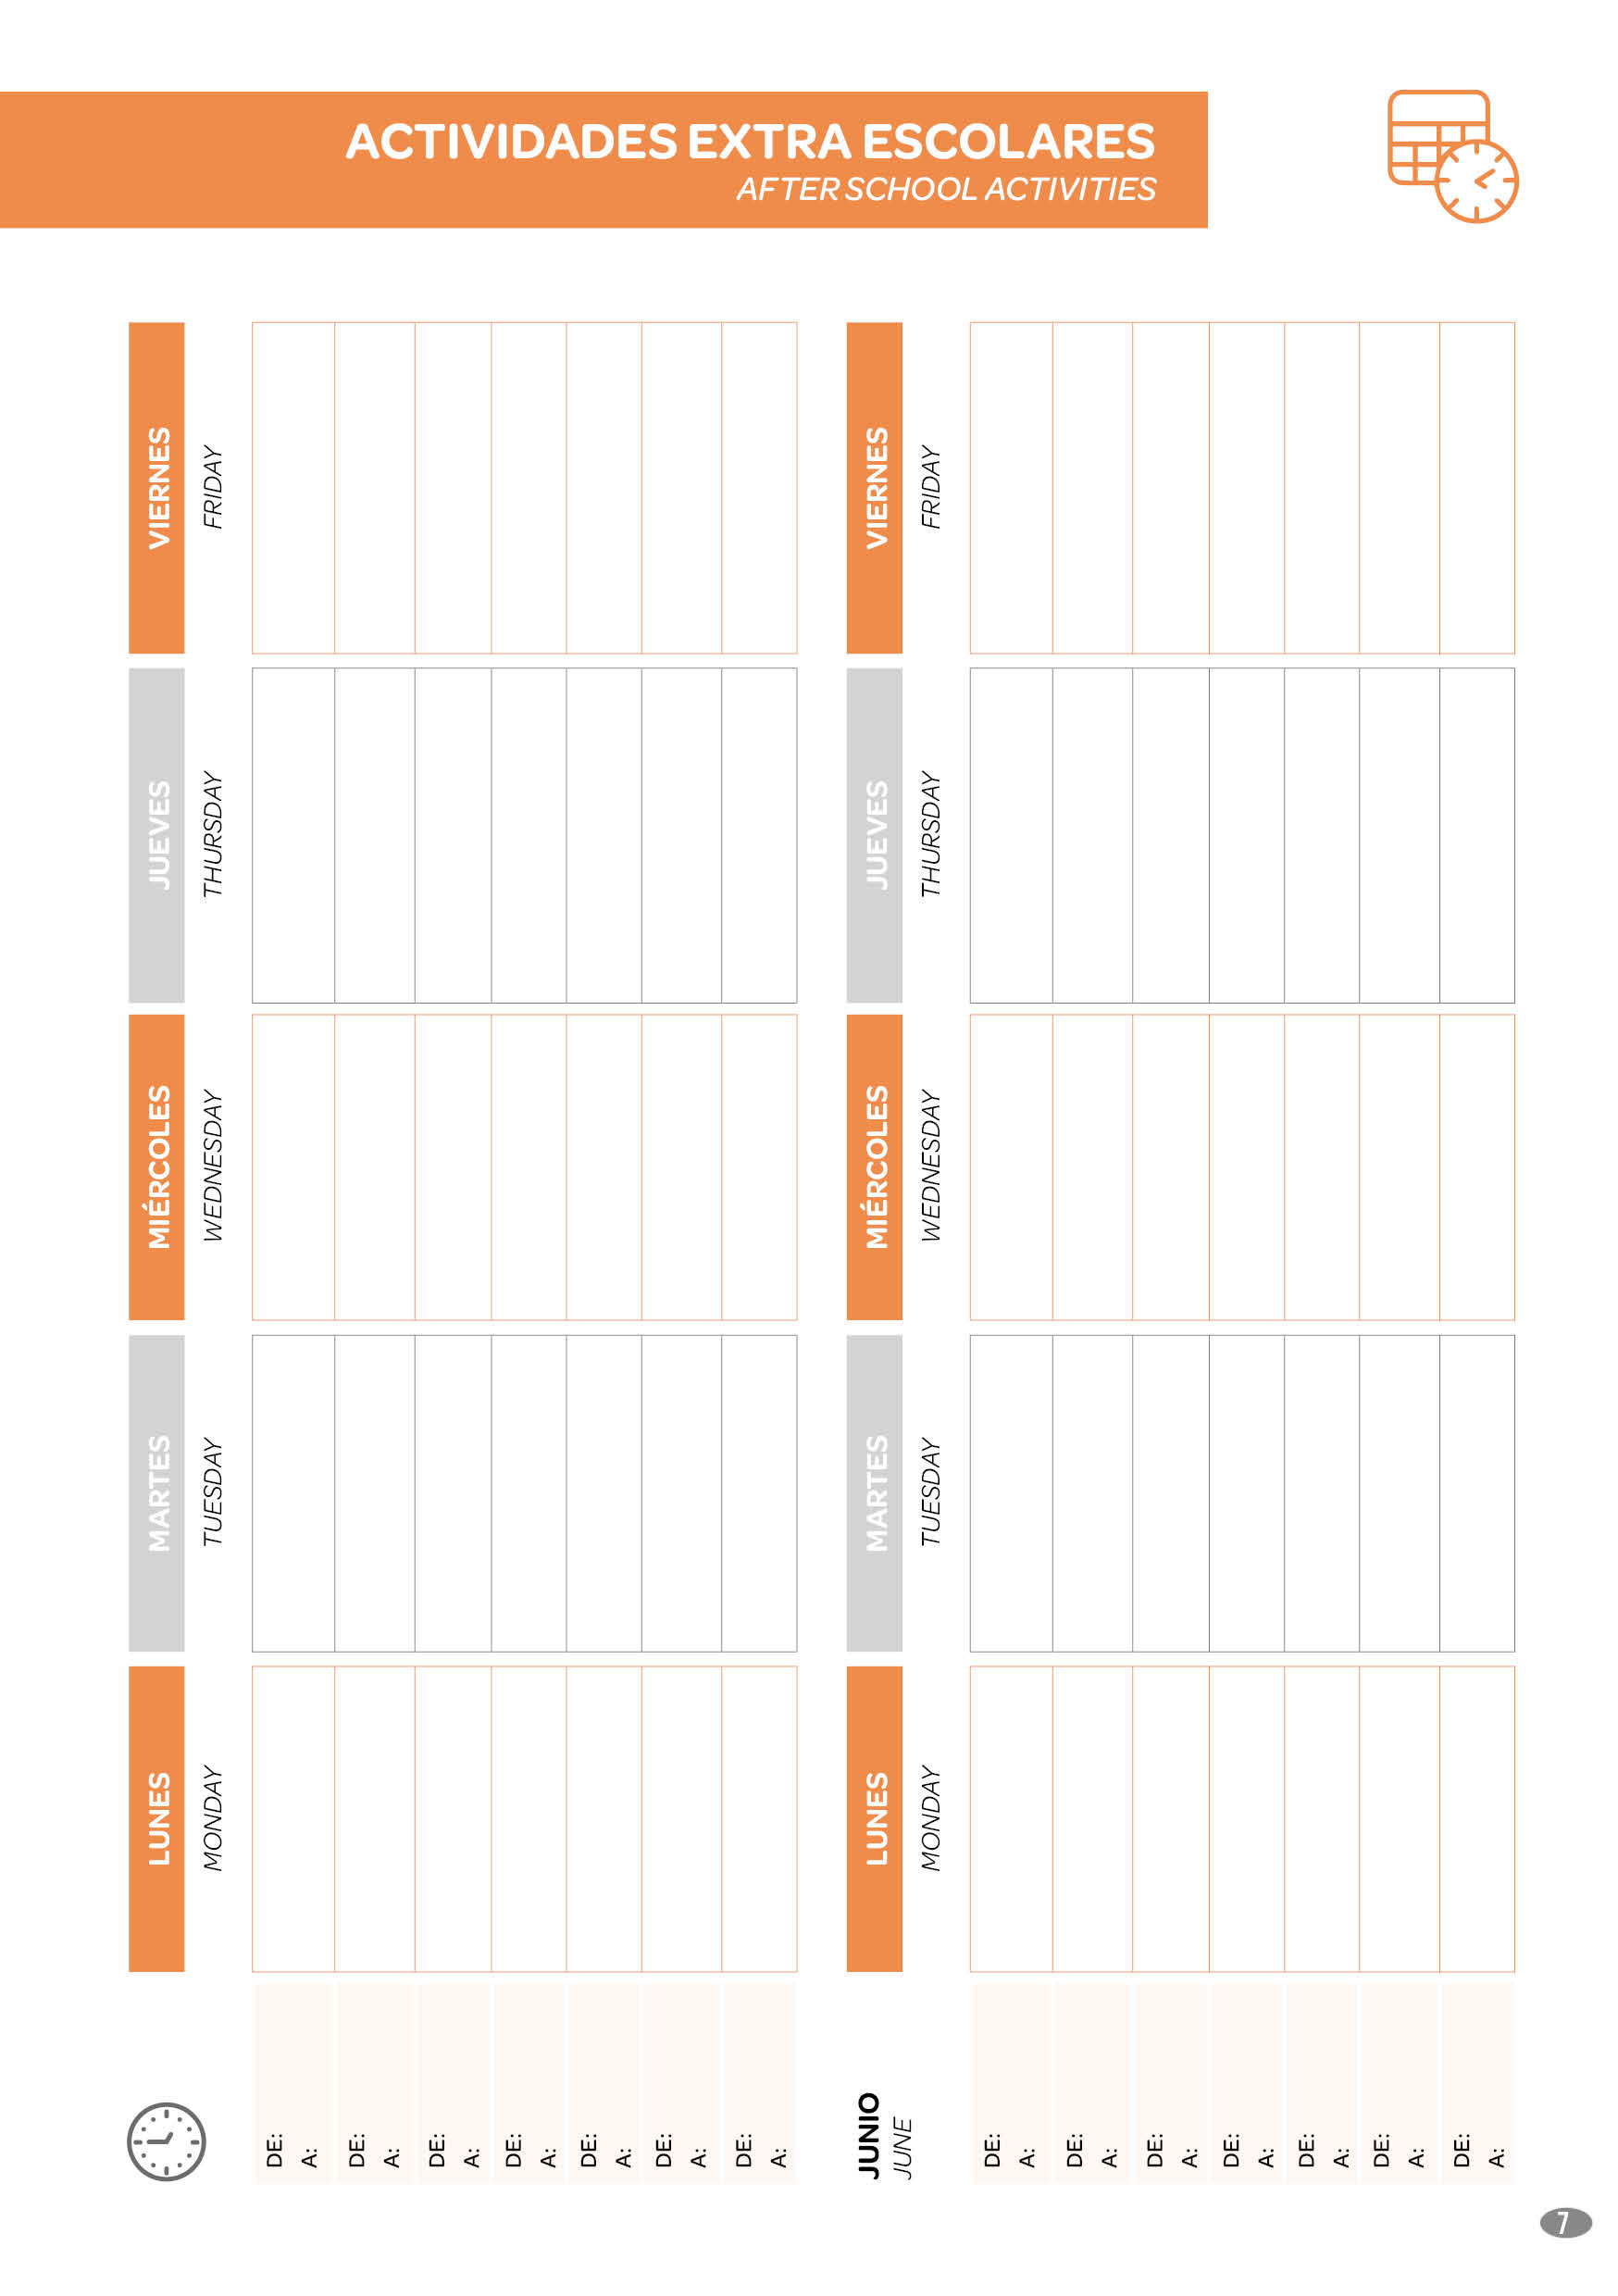 ACTIVIDADES EXTRA ESCOLARES
AFTER SCHOOL ACTIVITIES
LUNES
MONDAY
MARTES
TUESDAY
MIÉRCOLES
WEDNESDAY
JUEVES
THURSDAY
VIERNES
FRIDAY
DE:
A:
DE:
A:
DE:
A:
DE:
A:
DE:
A:
DE:
A:
DE:
A:
JUNIO
JUNE
LUNES
MONDAY
MARTES
TUESDAY
MIÉRCOLES
WEDNESDAY
JUEVES
THURSDAY
VIERNES
FRIDAY
DE:
A:
DE:
A:
DE:
A:
DE:
A:
DE:
A:
DE:
A:
DE:
A:
7